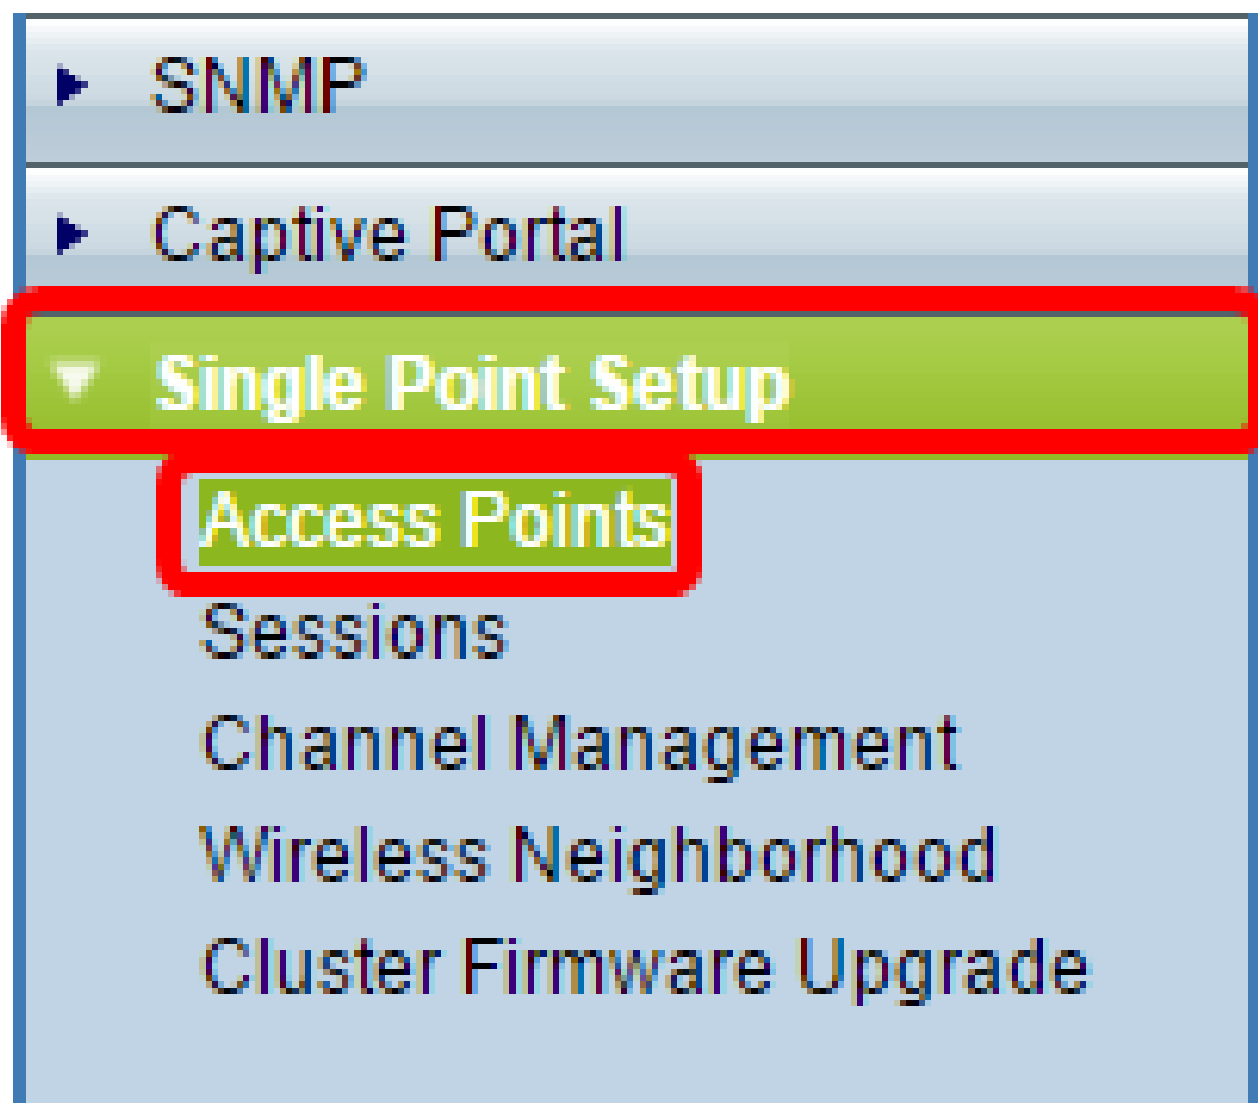 SNMP
Captive Portal
Single Point Setup
Access Points
Sessions
Channel Management
Wireless Neighborhood
Cluster Firmware Upgrade